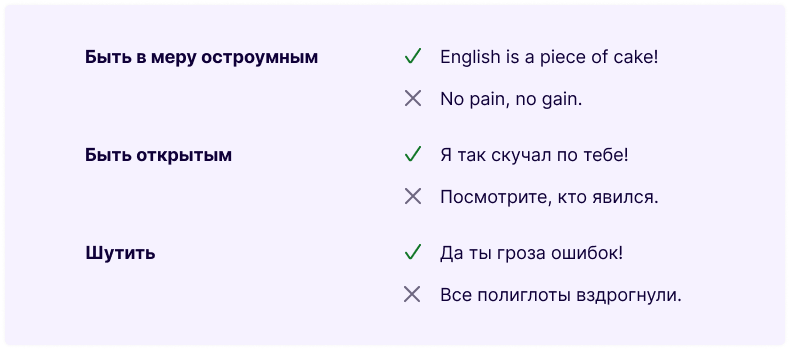 Быть в меру остроумным
English is a piece of cake!
No pain, no gain.
Быть открытым
Я так скучал по тебе!
Посмотрите, кто явился.
Шутить
Да ты гроза ошибок!
Все полиглоты вздрогнули.